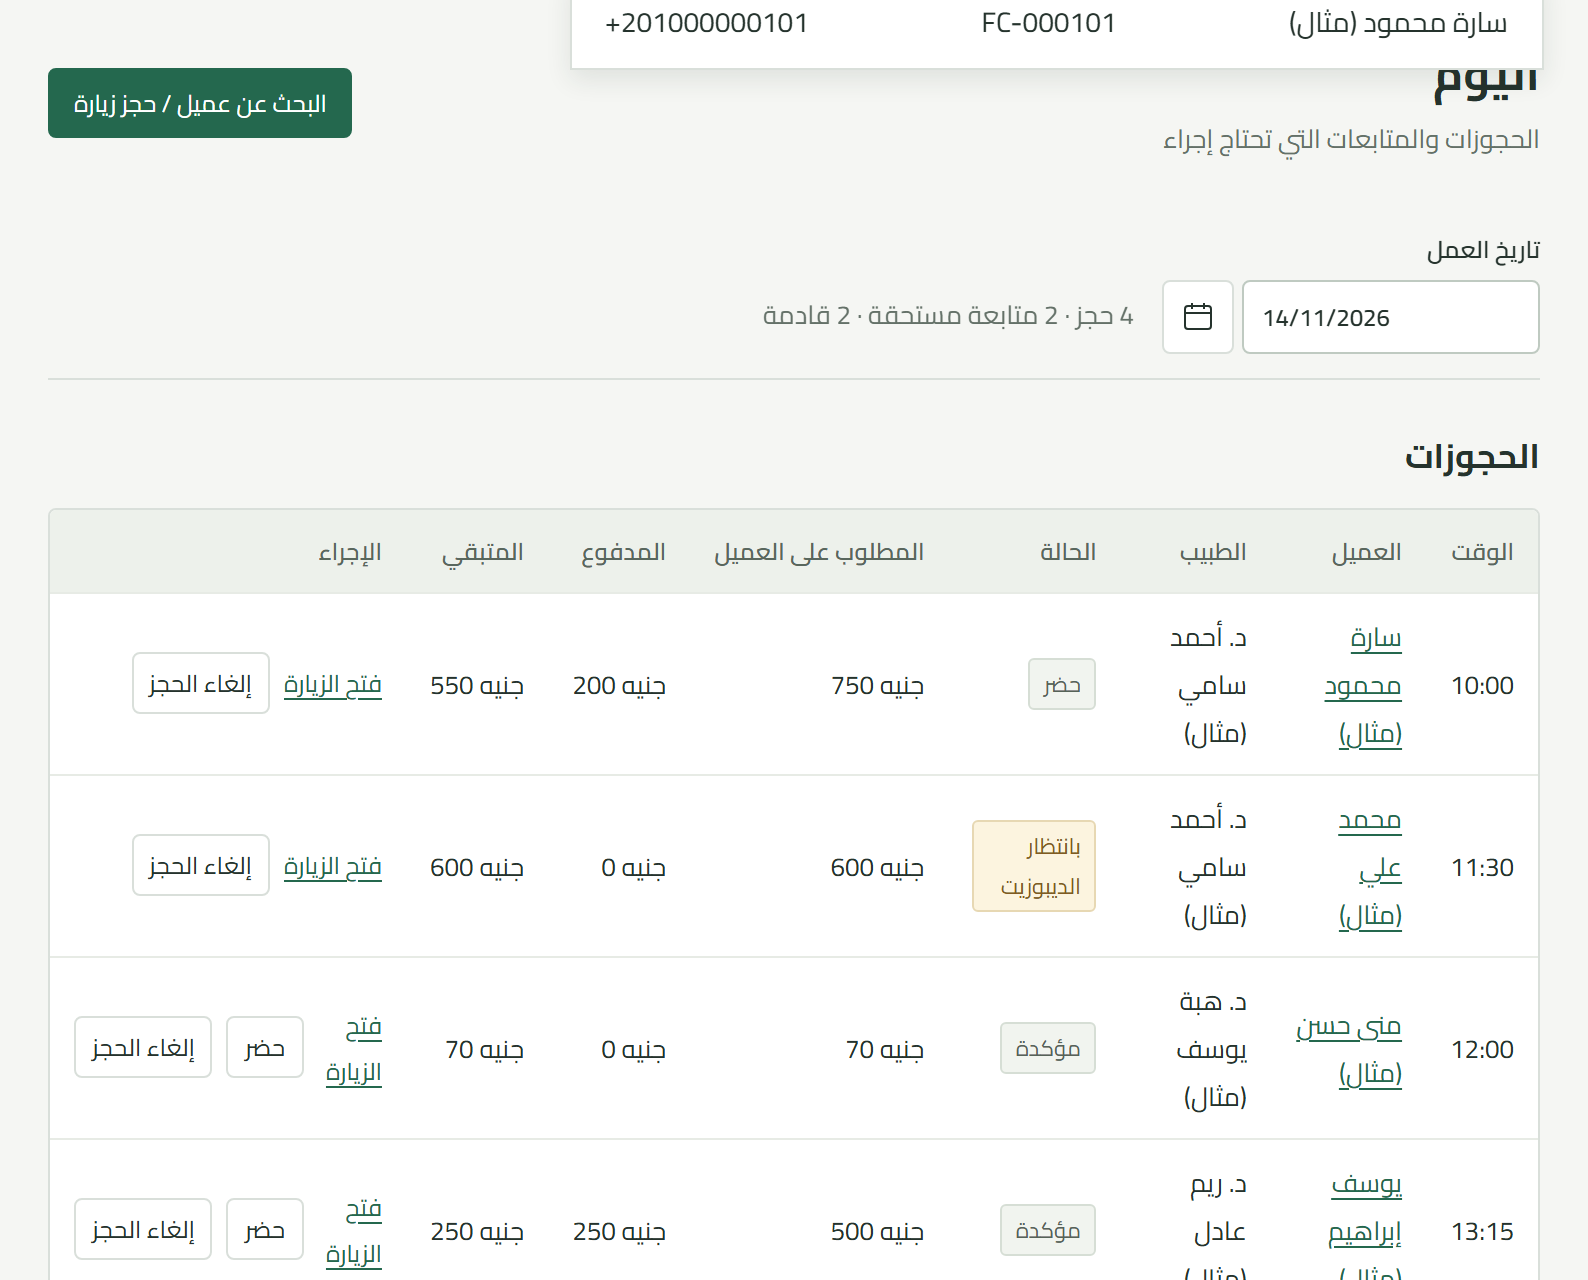 سارة محمود (مثال) FC-000101 +201000000101
اليوم
البحث عن عميل / حجز زيارة
الحجوزات والمتابعات التي تحتاج إجراء
تاريخ العمل
14/11/2026
4 حجز · 2 متابعة مستحقة · 2 قادمة
الحجوزات
الوقت العميل الطبيب الحالة المطلوب على العميل المدفوع المتبقي الإجراء
10:00
سارة
محمود
(مثال)
د. أحمد
سامي
(مثال)
حضر
750 جنيه
200 جنيه
550 جنيه
فتح الزيارة
إلغاء الحجز
11:30
محمد
علي
(مثال)
د. أحمد
سامي
(مثال)
بانتظار
الديبوزيت
600 جنيه
0 جنيه
600 جنيه
فتح الزيارة
إلغاء الحجز
12:00
منى حسن
(مثال)
د. هبة
يوسف
(مثال)
مؤكدة
70 جنيه
0 جنيه
70 جنيه
فتح
الزيارة
حضر
إلغاء الحجز
13:15
يوسف
إبراهيم
(مثال)
د. ريم
عادل
(مثال)
مؤكدة
500 جنيه
250 جنيه
250 جنيه
فتح
الزيارة
حضر
إلغاء الحجز